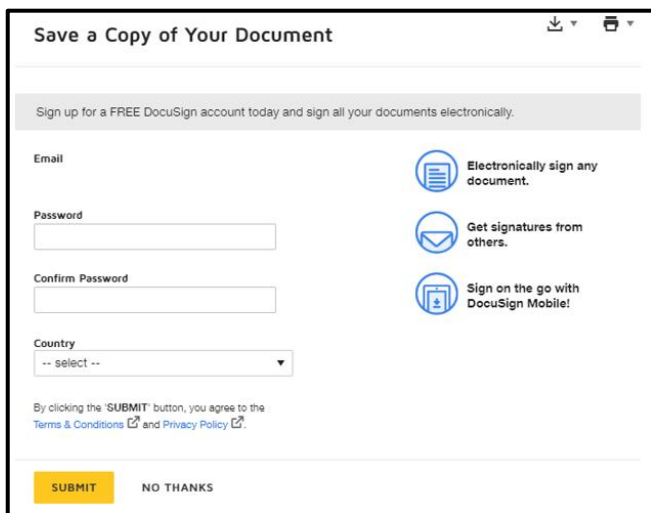 Save a Copy of Your Document
Sign up for a FREE DocuSign account today and sign all your documents electronically.
Email
Password
Confirm Password
Country
-- select --
By clicking the 'SUBMIT' button, you agree to the
Terms & Conditions and Privacy Policy.
SUBMIT NO THANKS
Electronically sign any
document.
Get signatures from
others.
Sign on the go with
DocuSign Mobile!